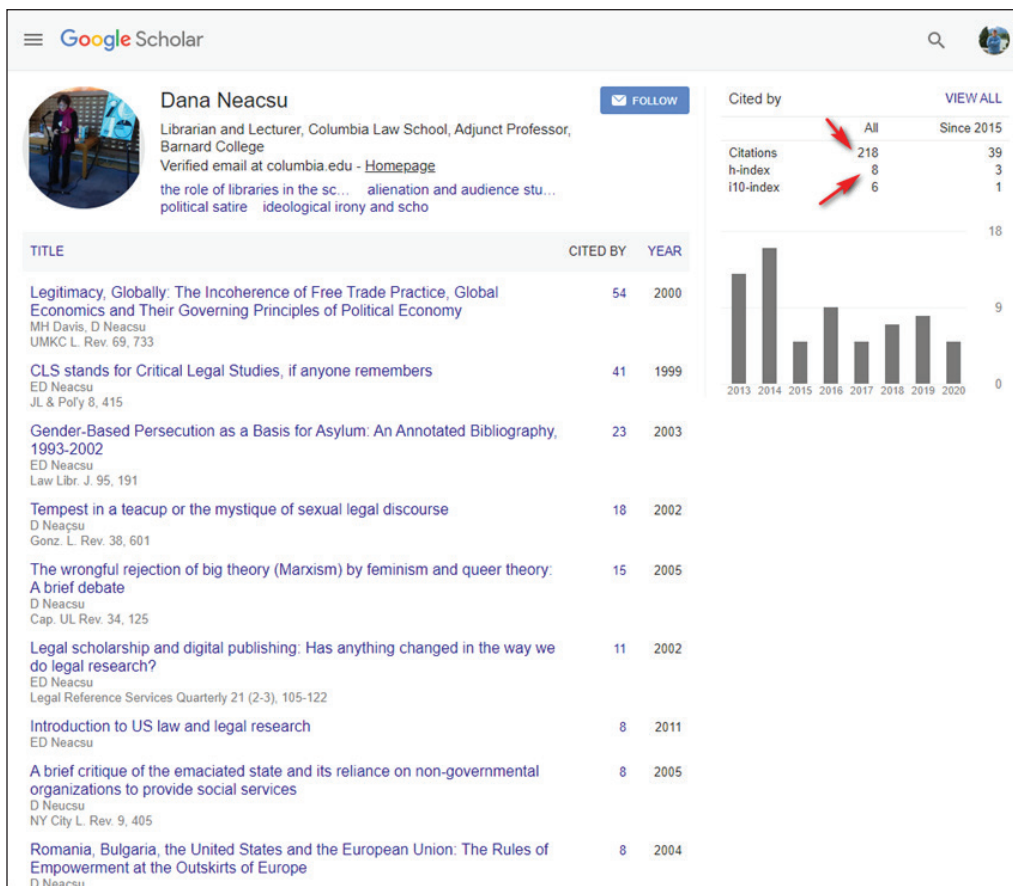 Google Scholar
Dana Neacsu
FOLLOW
Librarian and Lecturer, Columbia Law School, Adjunct Professor,
Barnard College
Verified email at columbia.edu - Homepage
the role of libraries in the sc... alienation and audience stu...
political satire ideological irony and scho
TITLE CITED BY YEAR
Legitimacy, Globally: The Incoherence of Free Trade Practice, Global 54 2000
Economics and Their Governing Principles of Political Economy
MH Davis, D Neacsu
UMKC L. Rev. 69, 733
CLS stands for Critical Legal Studies, if anyone remembers 41 1999
ED Neacsu
JL & Pol'y 8, 415
Gender-Based Persecution as a Basis for Asylum: An Annotated Bibliography, 23 2003
1993-2002
ED Neacsu
Law Libr. J. 95, 191
Tempest in a teacup or the mystique of sexual legal discourse 18 2002
D Neaçsu
Gonz. L. Rev. 38, 601
The wrongful rejection of big theory (Marxism) by feminism and queer theory: 15 2005
A brief debate
D Neacsu
Cap. UL Rev. 34, 125
Legal scholarship and digital publishing: Has anything changed in the way we 11 2002
do legal research?
ED Neacsu
Legal Reference Services Quarterly 21 (2-3), 105-122
Introduction to US law and legal research 8 2011
ED Neacsu
A brief critique of the emaciated state and its reliance on non-governmental 8 2005
organizations to provide social services
D Neucsu
NY City L. Rev. 9, 405
Romania, Bulgaria, the United States and the European Union: The Rules of 8 2004
Empowerment at the Outskirts of Europe
D Neacsu
Cited by VIEW ALL
All Since 2015
Citations 218 39
h-index 8 3
i10-index 6 1
18
9
0
2013 2014 2015 2016 2017 2018 2019 2020